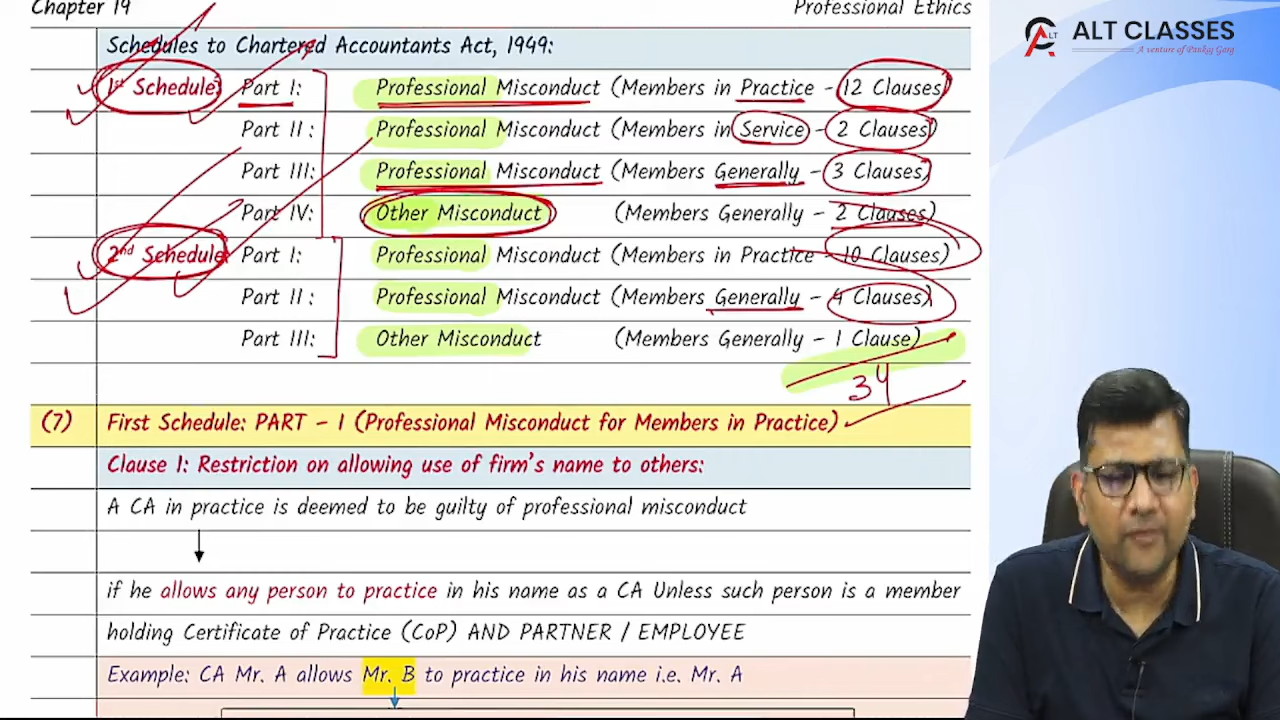 Chapter 19
Professional Ethics
ALT CLASSES
A venture of Pankaj Garg
ALT
Schedules to Chartered Accountants Act, 1949:
1st Schedule: Part I: Professional Misconduct (Members in Practice - 12 Clauses)
Part II : Professional Misconduct (Members in Service - 2 Clauses)
Part III: Professional Misconduct (Members Generally - 3 Clauses)
Part IV: Other Misconduct (Members Generally - 2 Clauses)
2nd Schedule: Part I: Professional Misconduct (Members in Practice - 10 Clauses)
Part II : Professional Misconduct (Members Generally - 4 Clauses)
Part III: Other Misconduct (Members Generally - 1 Clause)
34
(7) First Schedule: PART - I (Professional Misconduct for Members in Practice)
Clause 1: Restriction on allowing use of firm's name to others:
A CA in practice is deemed to be guilty of professional misconduct
if he allows any person to practice in his name as a CA Unless such person is a member
holding Certificate of Practice (CoP) AND PARTNER / EMPLOYEE
Example: CA Mr. A allows Mr. B to practice in his name i.e. Mr. A